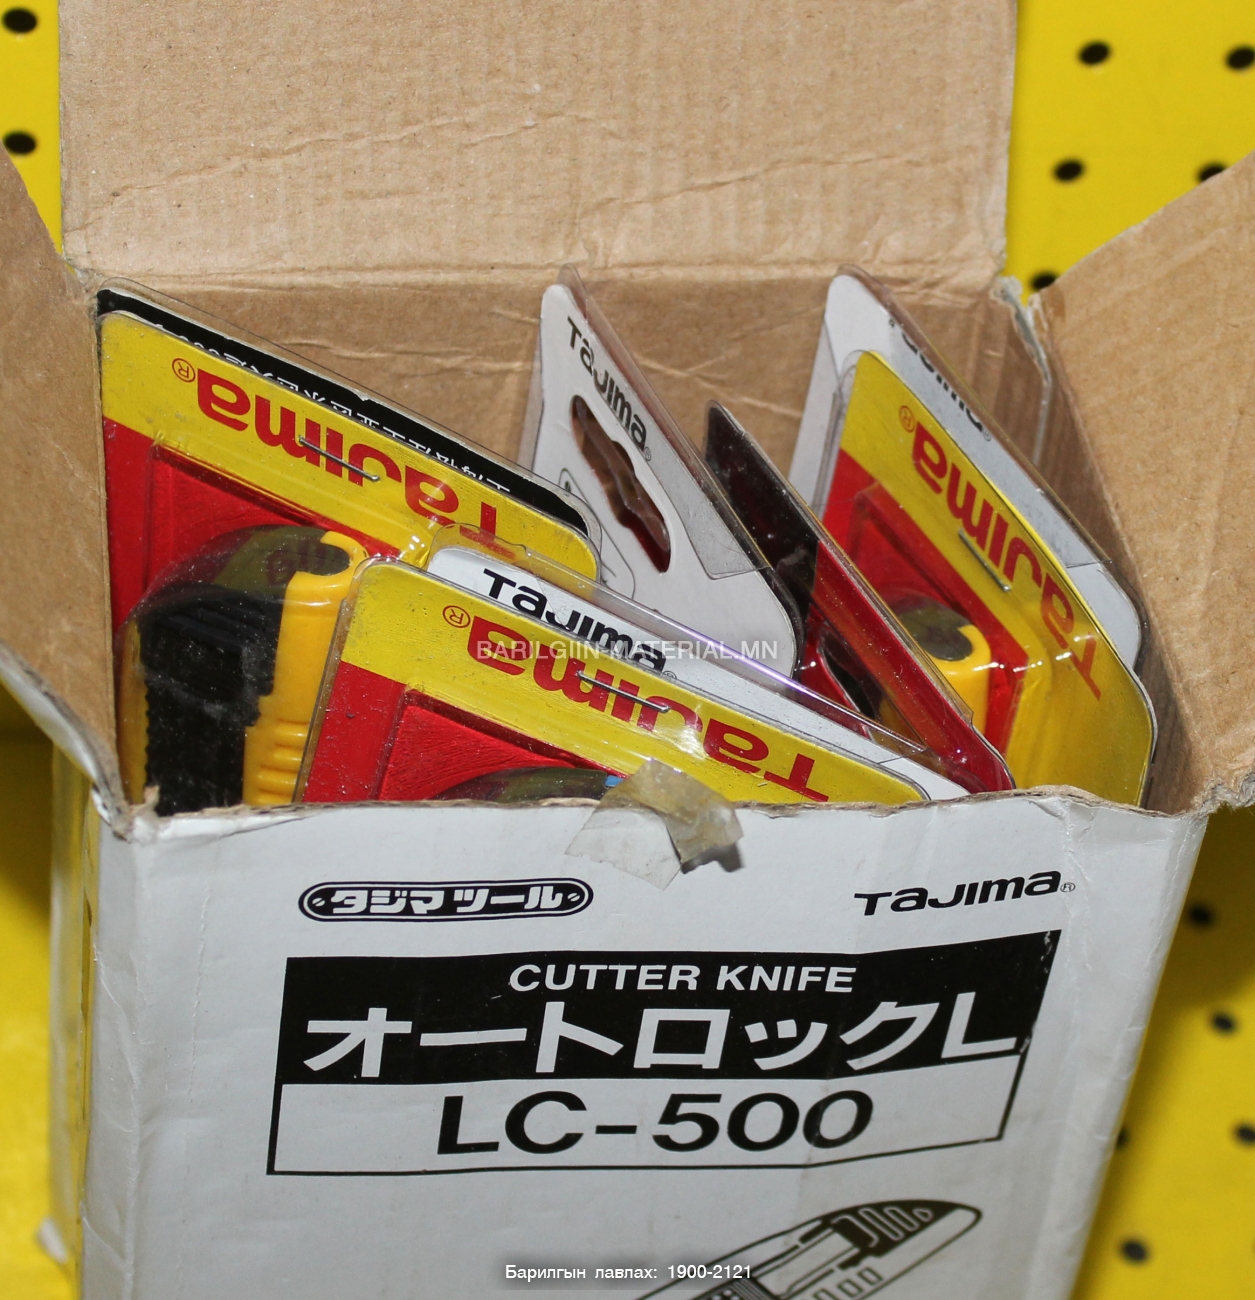 TAJIMA
TAJIMA®
TAJIMA®
TAJIMA®
TAJIMA
TAJIMA®
BARILGIIN-MATERIAL.MN
タジマツール
TAJIMA®
CUTTER KNIFE
オートロックL
LC-500
Барилгын лавлах: 1900-2121